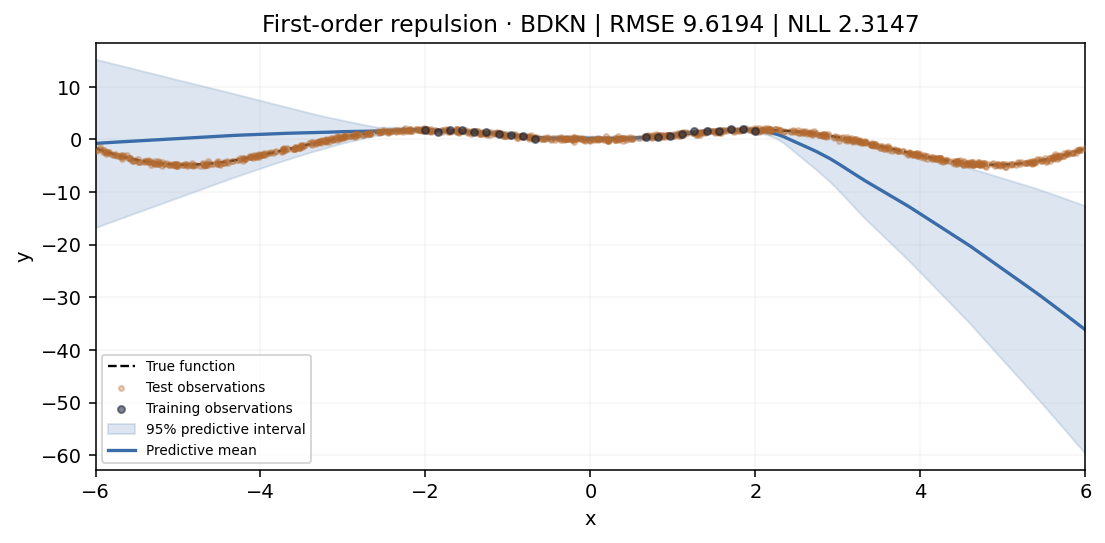 First-order repulsion · BDKN | RMSE 9.6194 | NLL 2.3147
10
0
−10
−20
−30
−40
−50
−60
y
True function
Test observations
Training observations
95% predictive interval
Predictive mean
−6 −4 −2 0 2 4 6
x